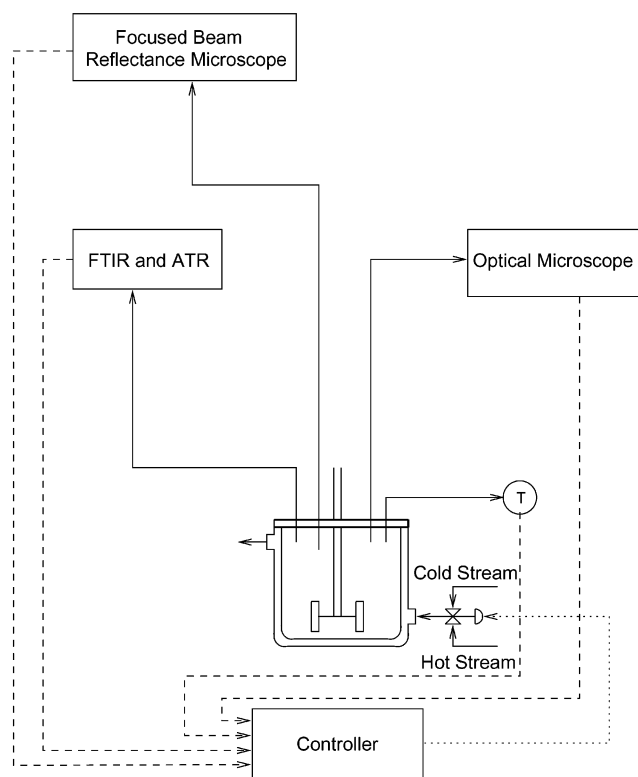 Focused Beam
Reflectance Microscope
FTIR and ATR
Optical Microscope
T
Cold Stream
Hot Stream
Controller